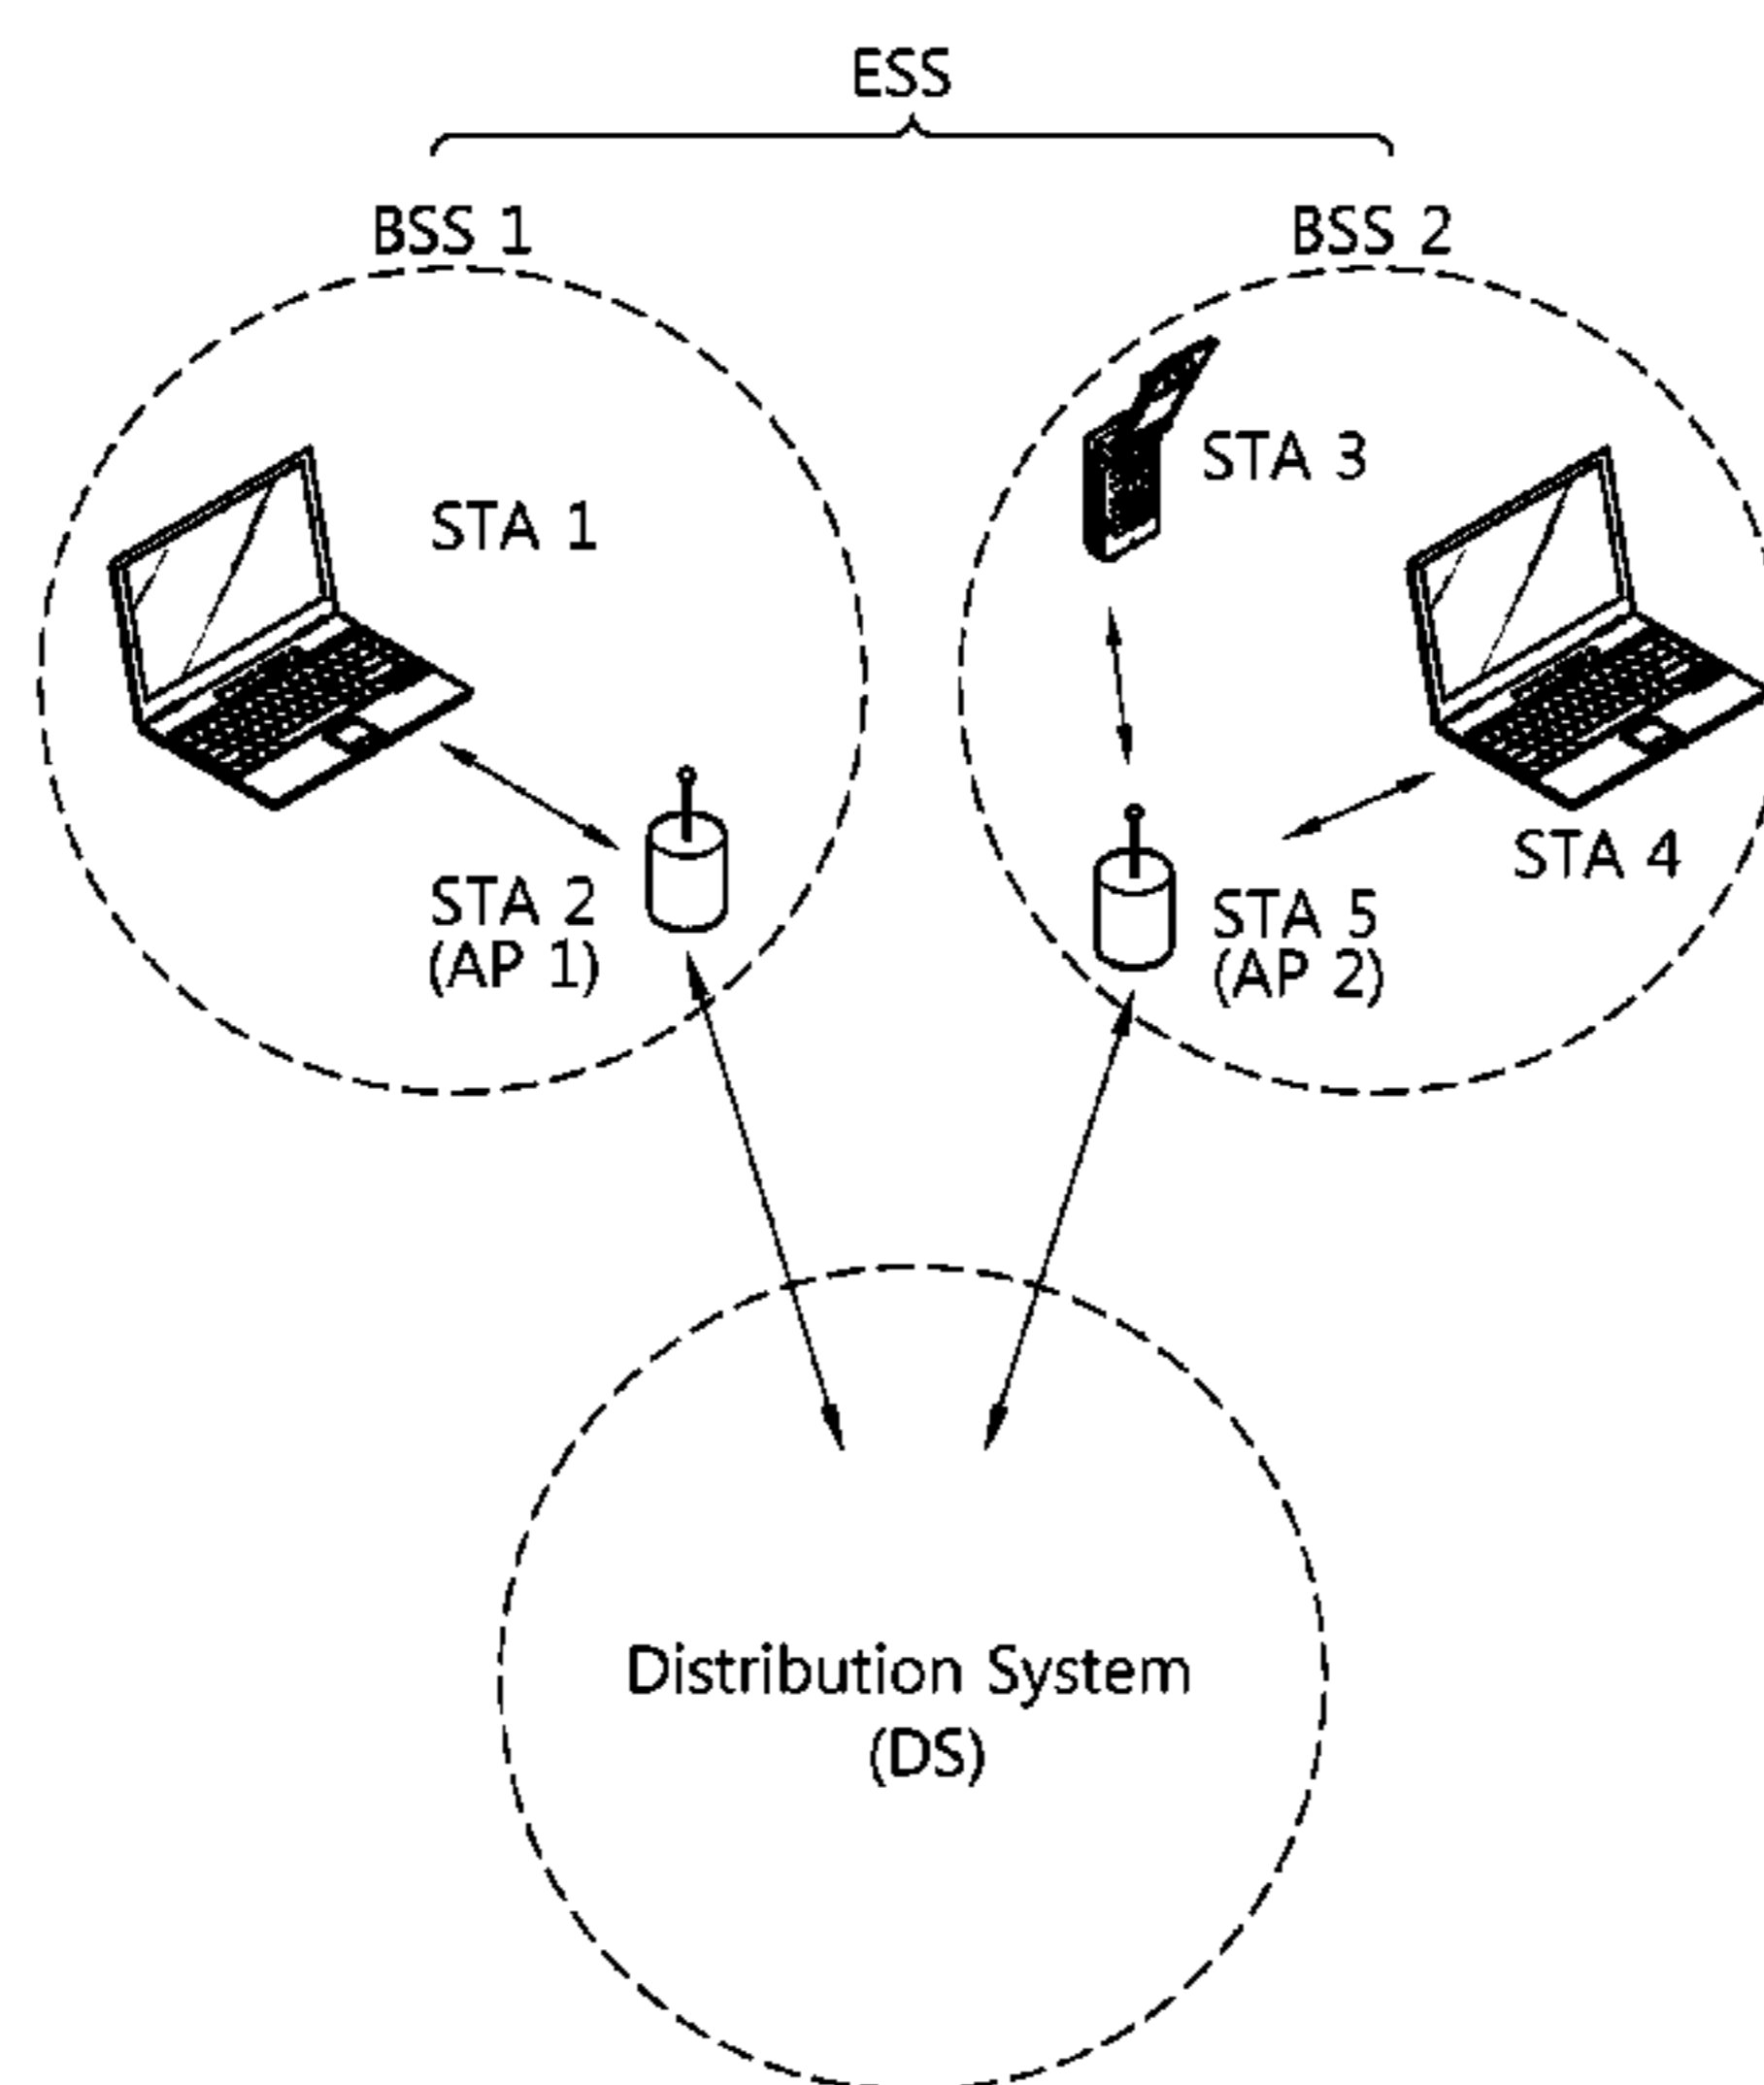 ESS
BSS 1
BSS 2
STA 1
STA 2
(AP 1)
STA 3
STA 4
STA 5
(AP 2)
Distribution System
(DS)